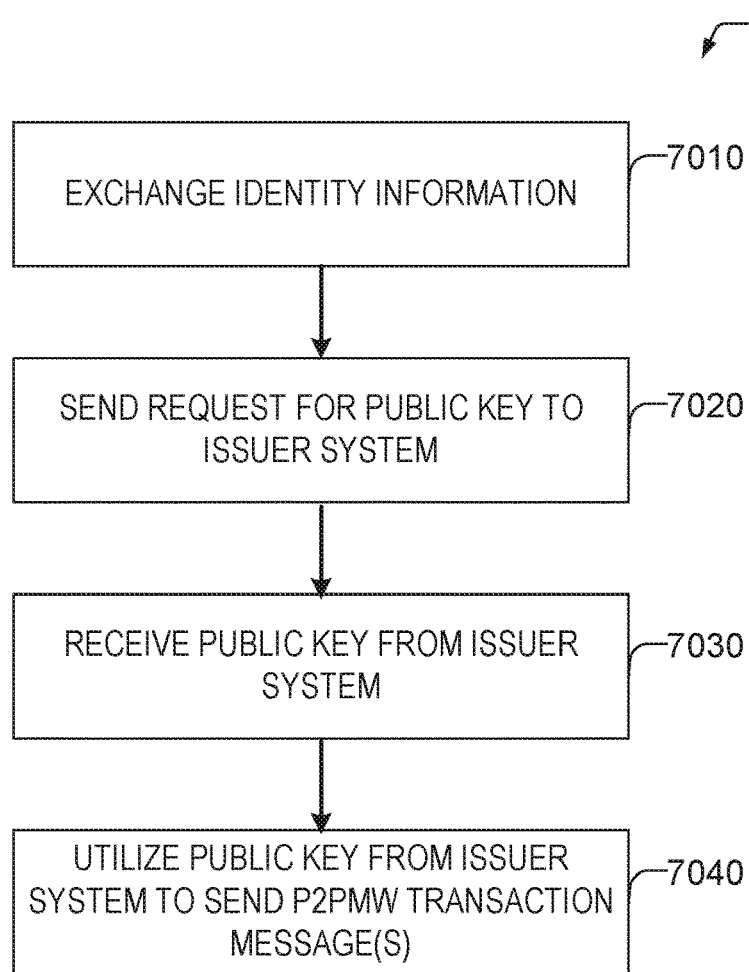 EXCHANGE IDENTITY INFORMATION
7010
SEND REQUEST FOR PUBLIC KEY TO
ISSUER SYSTEM
7020
RECEIVE PUBLIC KEY FROM ISSUER
SYSTEM
7030
UTILIZE PUBLIC KEY FROM ISSUER
SYSTEM TO SEND P2PMW TRANSACTION
MESSAGE(S)
7040